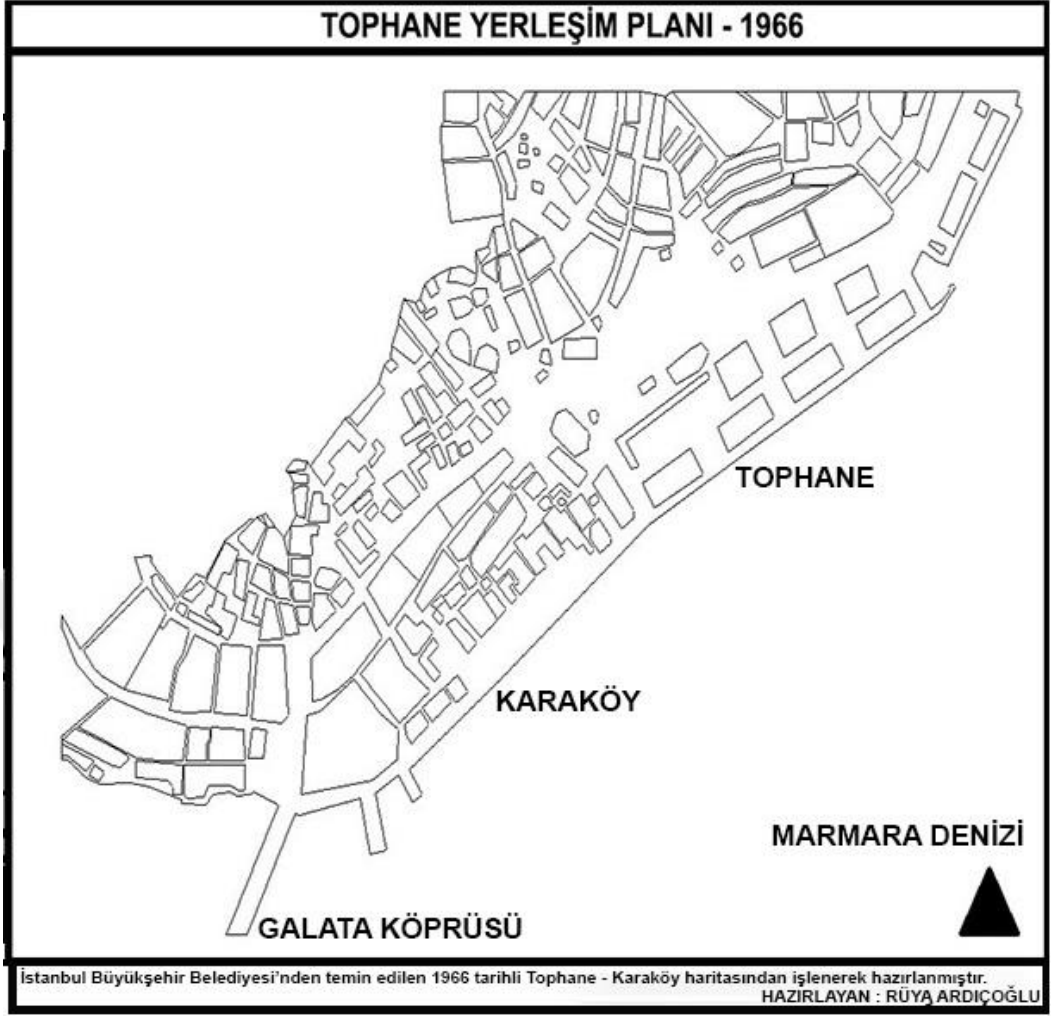 TOPHANE YERLEŞİM PLANI - 1966
TOPHANE
KARAKÖY
MARMARA DENİZİ
GALATA KÖPRÜSÜ
İstanbul Büyükşehir Belediyesi'nden temin edilen 1966 tarihli Tophane - Karaköy haritasından işlenerek hazırlanmıştır.
HAZIRLAYAN : RÜYA ARDIÇOĞLU